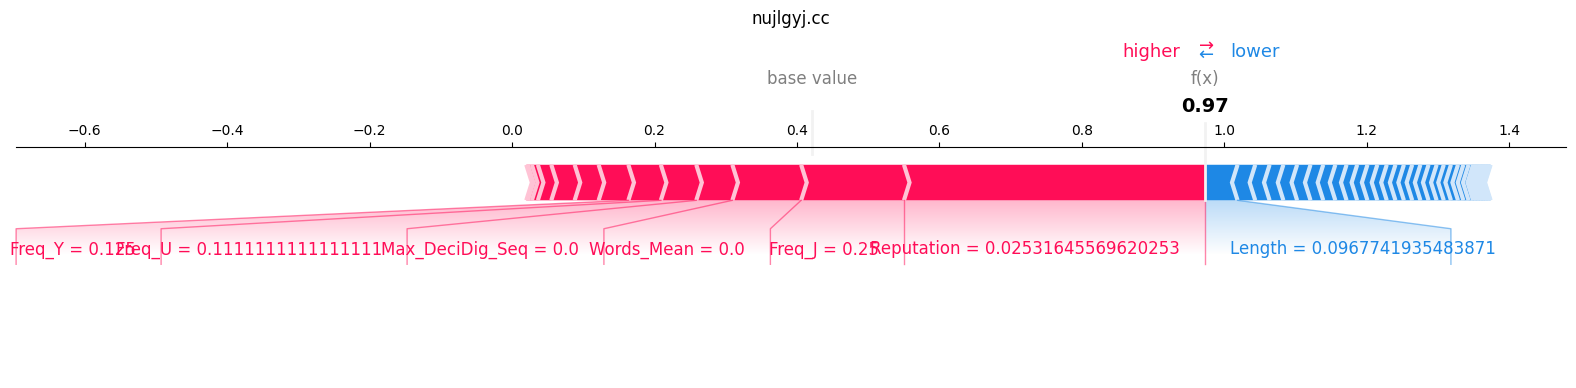 nujlgyj.cc
higher ⇄ lower
base value
f(x)
0.97
−0.6 −0.4 −0.2 0.0 0.2 0.4 0.6 0.8 1.0 1.2 1.4
Freq_Y = 0.125 Freq_U = 0.1111111111111111 Max_DeciDig_Seq = 0.0 Words_Mean = 0.0 Freq_J = 0.25 Reputation = 0.02531645569620253 Length = 0.0967741935483871